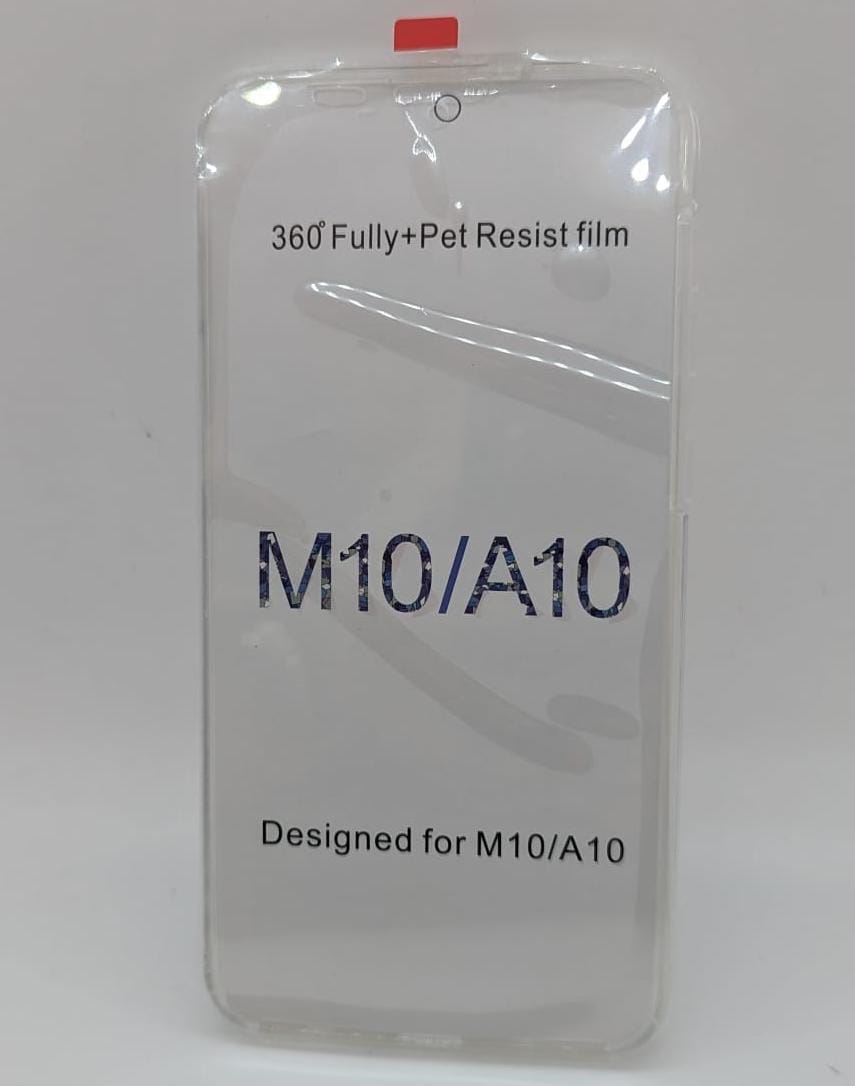 360° Fully+Pet Resist film
M10/A10
Designed for M10/A10